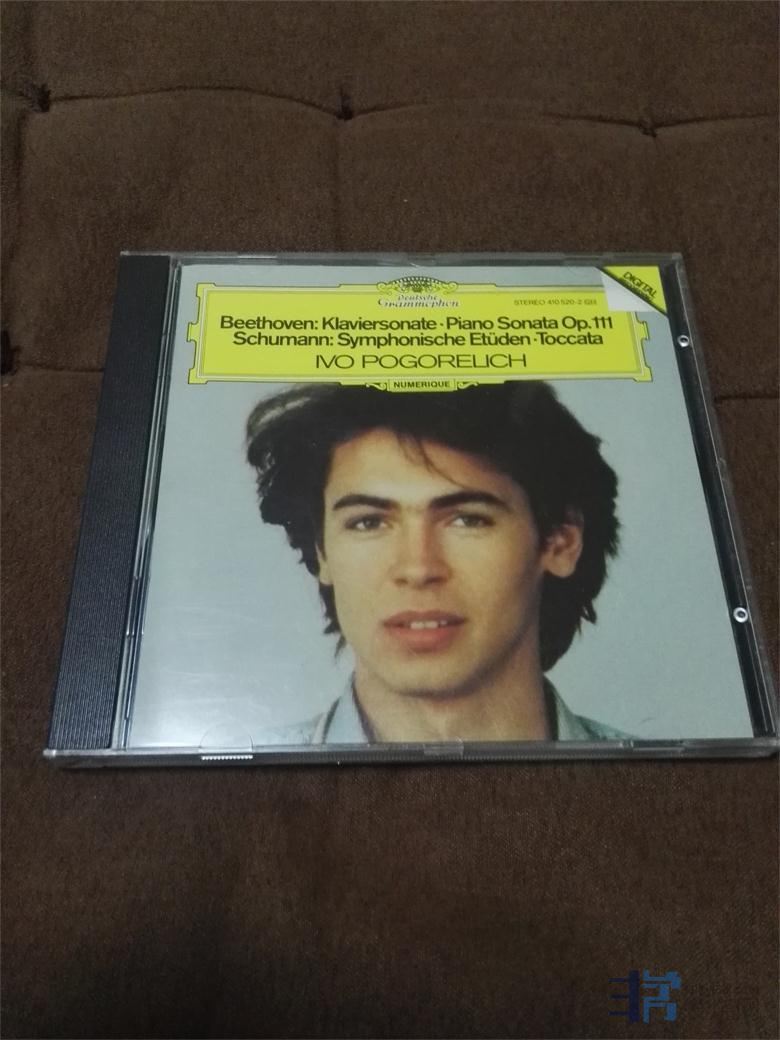 Deutsche
Grammophon
STEREO 410 520-2 GH
DIGITAL
Beethoven: Klaviersonate · Piano Sonata Op. 111
Schumann: Symphonische Etüden · Toccata
IVO POGORELICH
NUMERIQUE